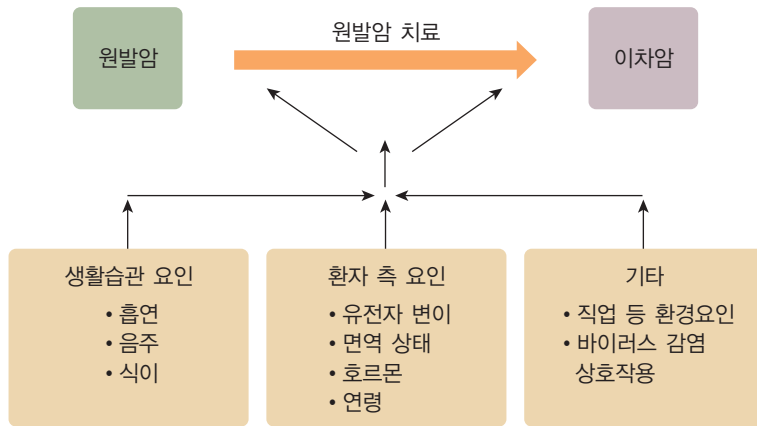 원발암 치료
원발암
이차암
생활습관 요인
• 흡연
• 음주
• 식이
환자 측 요인
• 유전자 변이
• 면역 상태
• 호르몬
• 연령
기타
• 직업 등 환경요인
• 바이러스 감염
상호작용